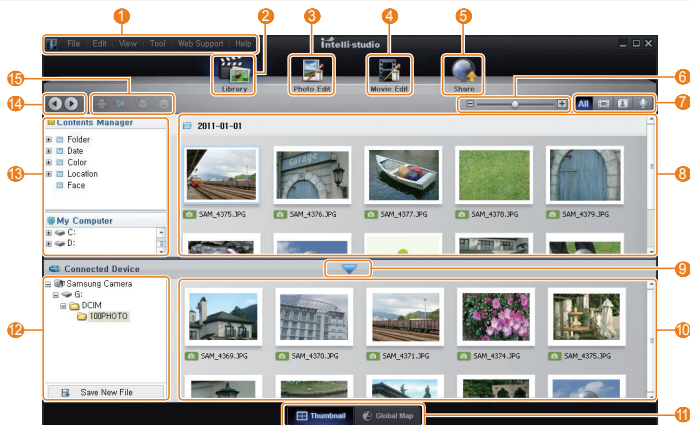 1
2
3
4
5
File Edit View Tool Web Support Help
intelli-studio
Library
Photo Edit
Movie Edit
Share
15
6
14
7
All
Contents Manager
2011-01-01
Folder
Date
Color
Location
Face
13
8
Garage
SAM_4375.JPG
SAM_4376.JPG
SAM_4377.JPG
SAM_4378.JPG
SAM_4379.JPG
My Computer
C:
D:
Connected Device
9
Samsung Camera
G:
DCIM
100PHOTO
12
10
SAM_4369.JPG
SAM_4370.JPG
SAM_4371.JPG
SAM_4374.JPG
SAM_4375.JPG
Save New File
Thumbnail
Global Map
11